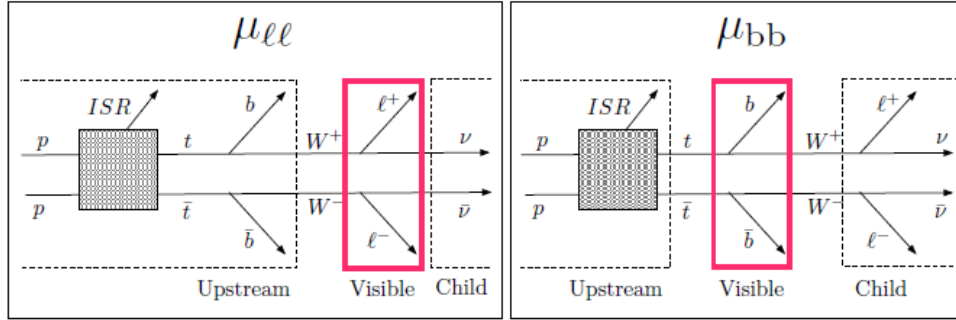 μℓℓ
ISR b ℓ+
p t W+ ν
p t̄ W− ν̄
b̄ ℓ−
Upstream Visible Child
μbb
ISR b ℓ+
p t W+ ν
p t̄ W− ν̄
b̄ ℓ−
Upstream Visible Child